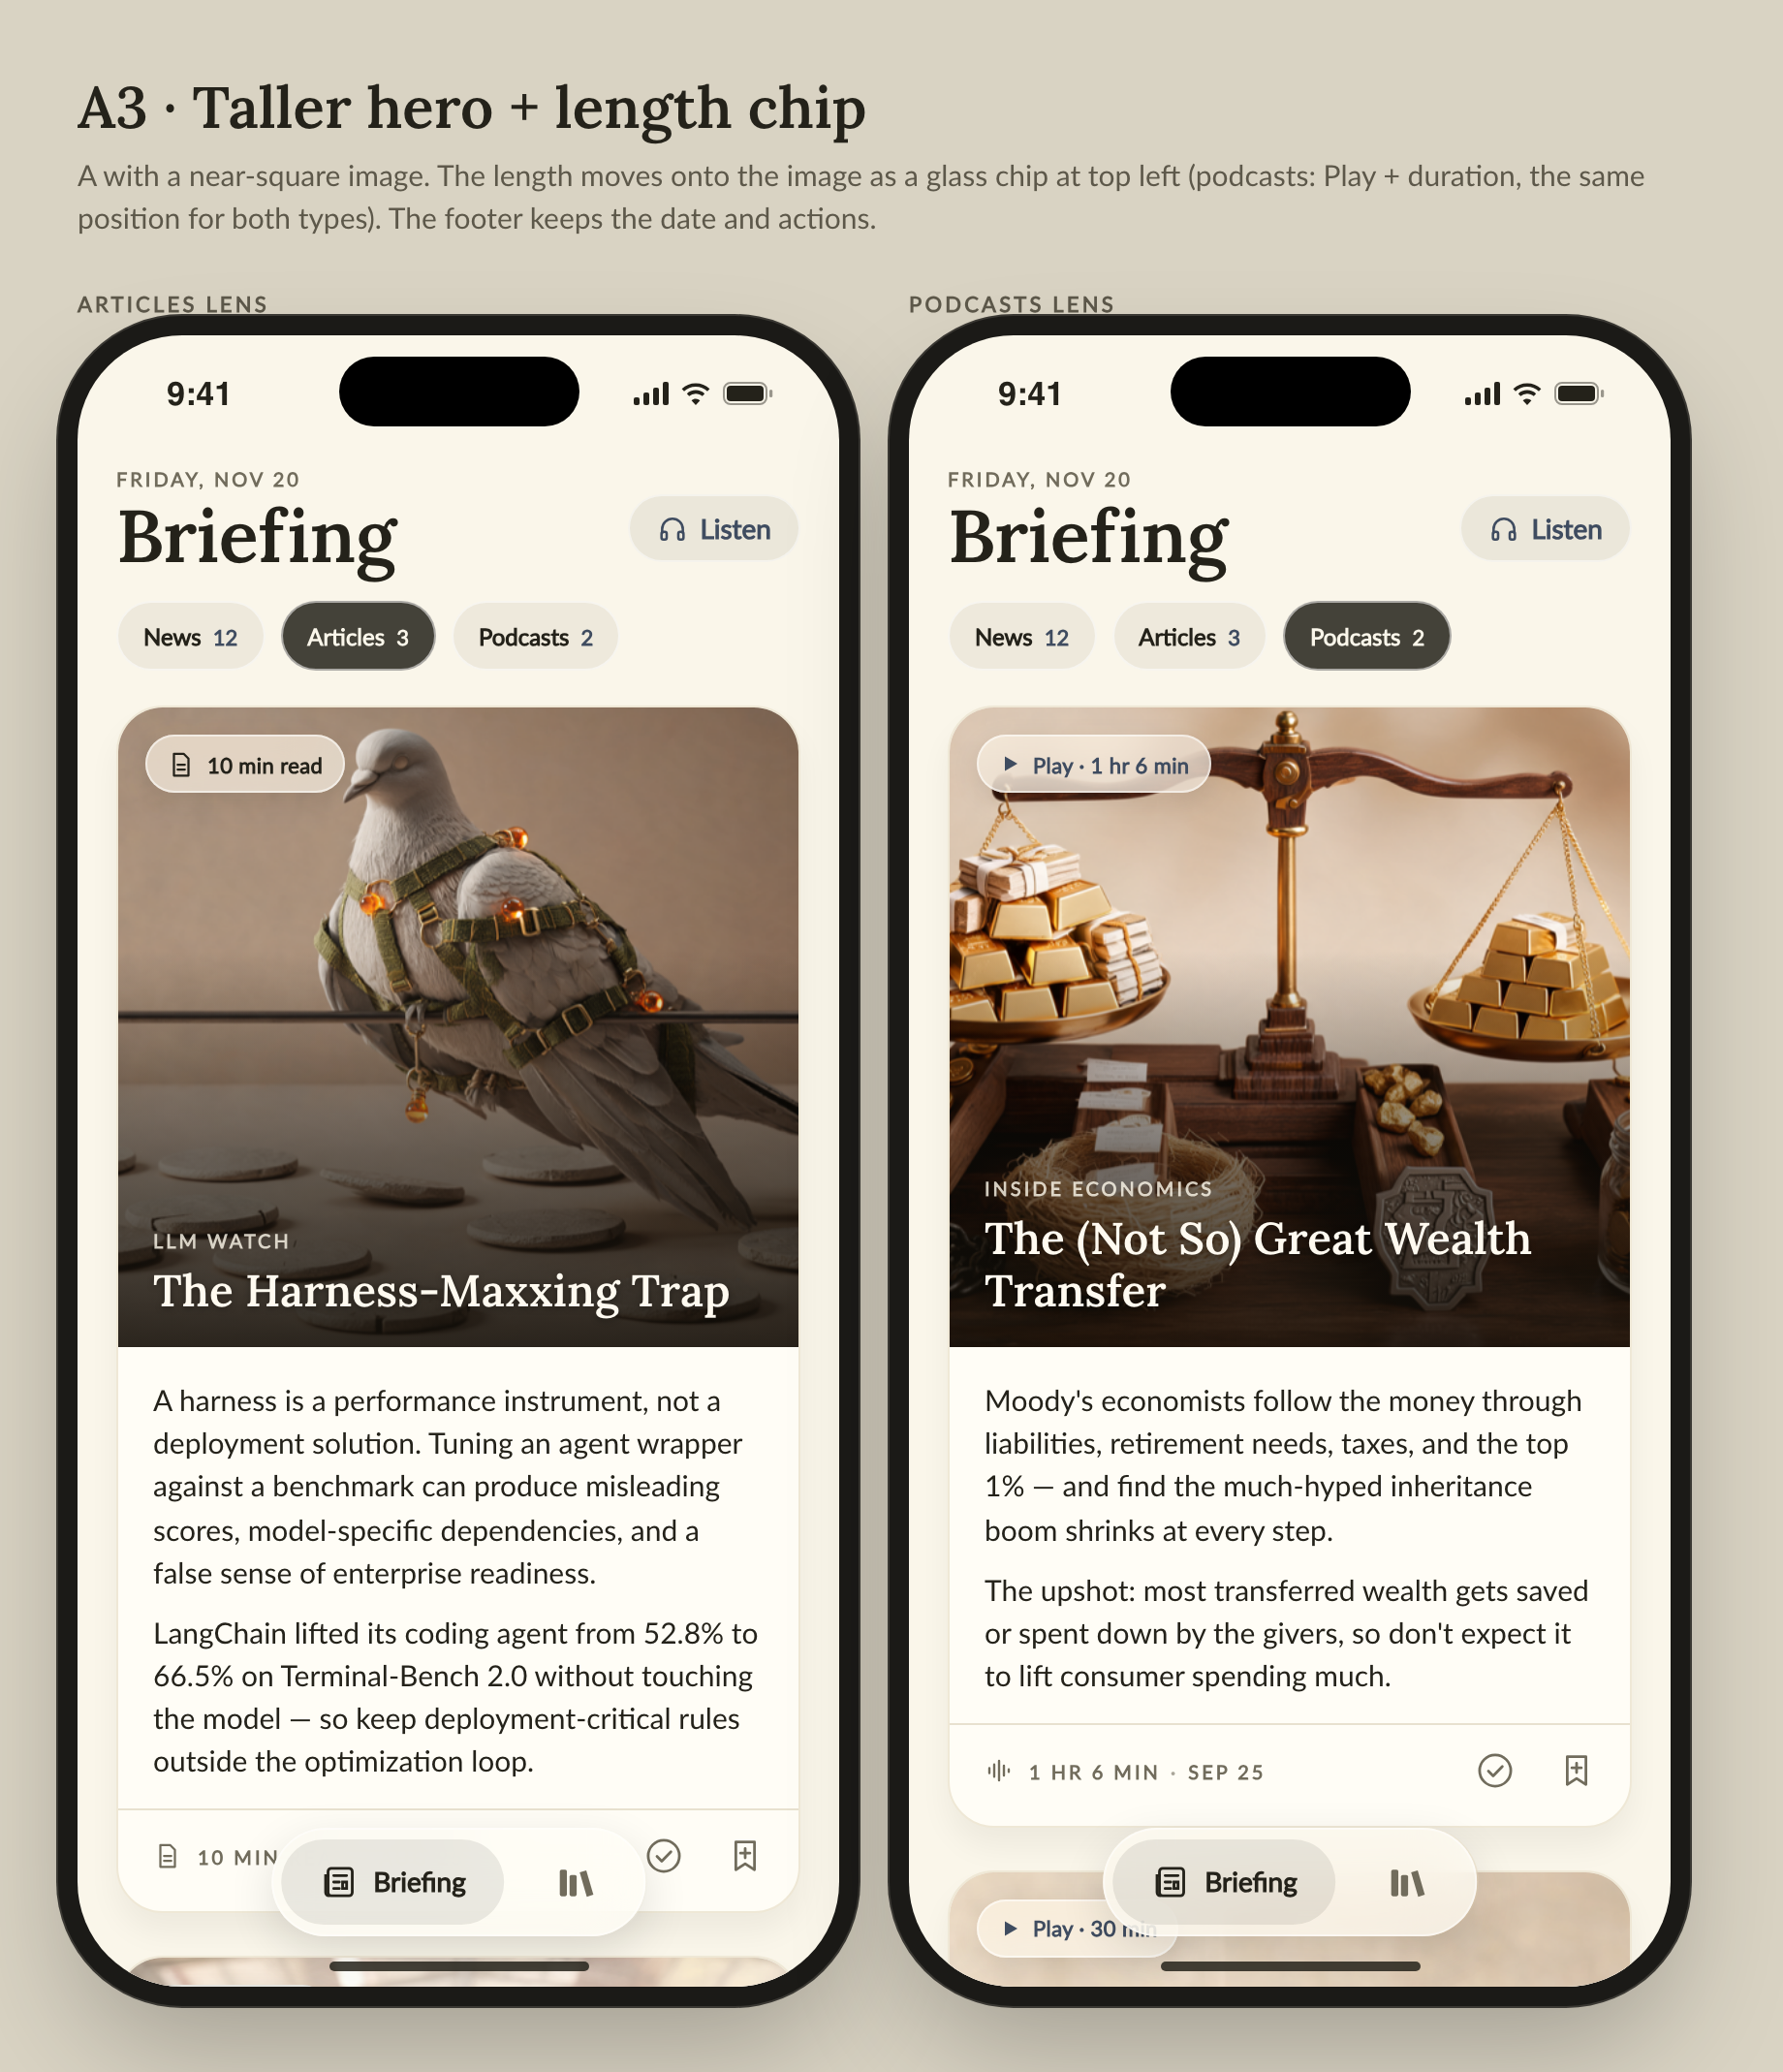 A3 · Taller hero + length chip
A with a near-square image. The length moves onto the image as a glass chip at top left (podcasts: Play + duration, the same
position for both types). The footer keeps the date and actions.
ARTICLES LENS
9:41
FRIDAY, NOV 20
Briefing
Listen
News 12
Articles 3
Podcasts 2
10 min read
LLM WATCH
The Harness-Maxxing Trap
A harness is a performance instrument, not a
deployment solution. Tuning an agent wrapper
against a benchmark can produce misleading
scores, model-specific dependencies, and a
false sense of enterprise readiness.
LangChain lifted its coding agent from 52.8% to
66.5% on Terminal-Bench 2.0 without touching
the model — so keep deployment-critical rules
outside the optimization loop.
10 MIN
Briefing
PODCASTS LENS
9:41
FRIDAY, NOV 20
Briefing
Listen
News 12
Articles 3
Podcasts 2
Play · 1 hr 6 min
INSIDE ECONOMICS
The (Not So) Great Wealth
Transfer
Moody's economists follow the money through
liabilities, retirement needs, taxes, and the top
1% — and find the much-hyped inheritance
boom shrinks at every step.
The upshot: most transferred wealth gets saved
or spent down by the givers, so don't expect it
to lift consumer spending much.
1 HR 6 MIN · SEP 25
Briefing
Play · 30 min